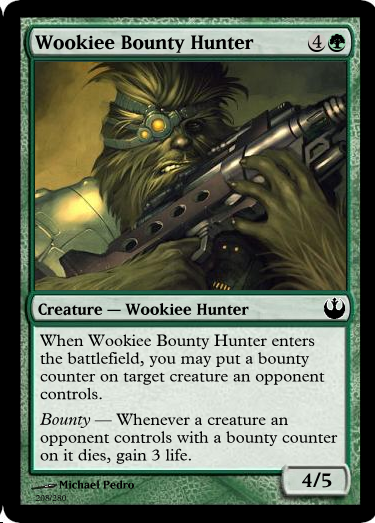 Wookiee Bounty Hunter 4
Creature — Wookiee Hunter
When Wookiee Bounty Hunter enters
the battlefield, you may put a bounty
counter on target creature an opponent
controls.
Bounty — Whenever a creature an
opponent controls with a bounty counter
on it dies, gain 3 life.
4/5
Michael Pedro
208/280